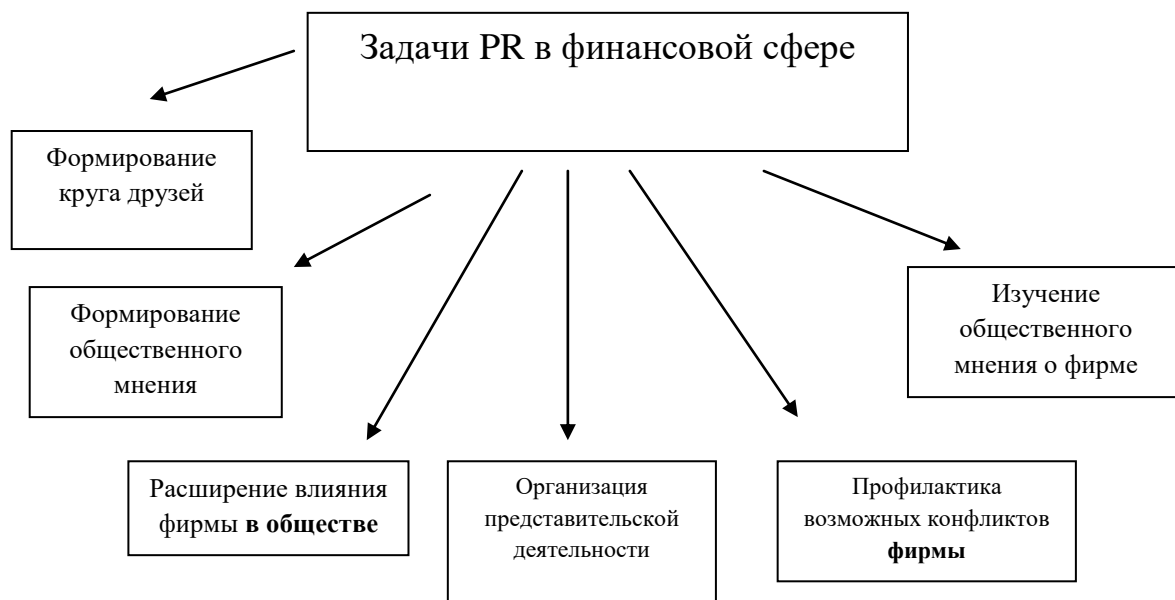 Задачи PR в финансовой сфере
Формирование
круга друзей
Формирование
общественного
мнения
Изучение
общественного
мнения о фирме
Расширение влияния
фирмы в обществе
Организация
представительской
деятельности
Профилактика
возможных конфликтов
фирмы